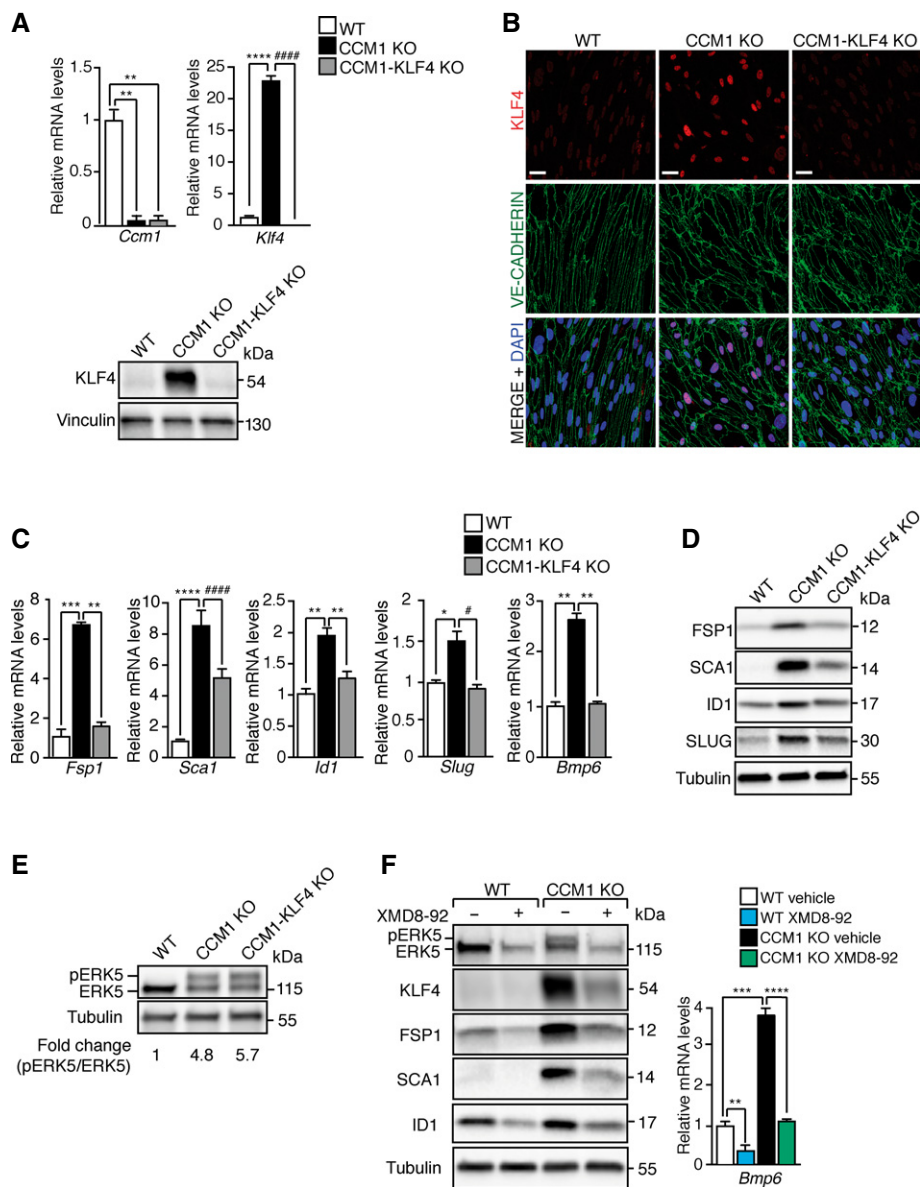 A
WT
CCM1 KO
CCM1-KLF4 KO
Relative mRNA levels
1.5
1
0.5
0
**
**
Ccm1
Relative mRNA levels
25
20
15
10
5
0
**** ####
Klf4
WT
CCM1 KO
CCM1-KLF4 KO
kDa
KLF4
54
Vinculin
130
B
WT
CCM1 KO
CCM1-KLF4 KO
KLF4
VE-CADHERIN
MERGE + DAPI
C
WT
CCM1 KO
CCM1-KLF4 KO
Relative mRNA levels
8
6
4
2
0
*** **
Fsp1
Relative mRNA levels
10
8
6
4
2
0
**** ####
Sca1
Relative mRNA levels
2.5
2
1.5
1
0.5
0
** **
Id1
Relative mRNA levels
2
1.5
1
0.5
0
* #
Slug
Relative mRNA levels
3
2
1
0
** **
Bmp6
D
WT
CCM1 KO
CCM1-KLF4 KO
kDa
FSP1
12
SCA1
14
ID1
17
SLUG
30
Tubulin
55
E
WT
CCM1 KO
CCM1-KLF4 KO
kDa
pERK5
ERK5
115
Tubulin
55
Fold change
(pERK5/ERK5)
1 4.8 5.7
F
WT CCM1 KO
XMD8-92 – + – + kDa
pERK5
ERK5
115
KLF4
54
FSP1
12
SCA1
14
ID1
17
Tubulin
55
WT vehicle
WT XMD8-92
CCM1 KO vehicle
CCM1 KO XMD8-92
Relative mRNA levels
*** ****
**
Bmp6